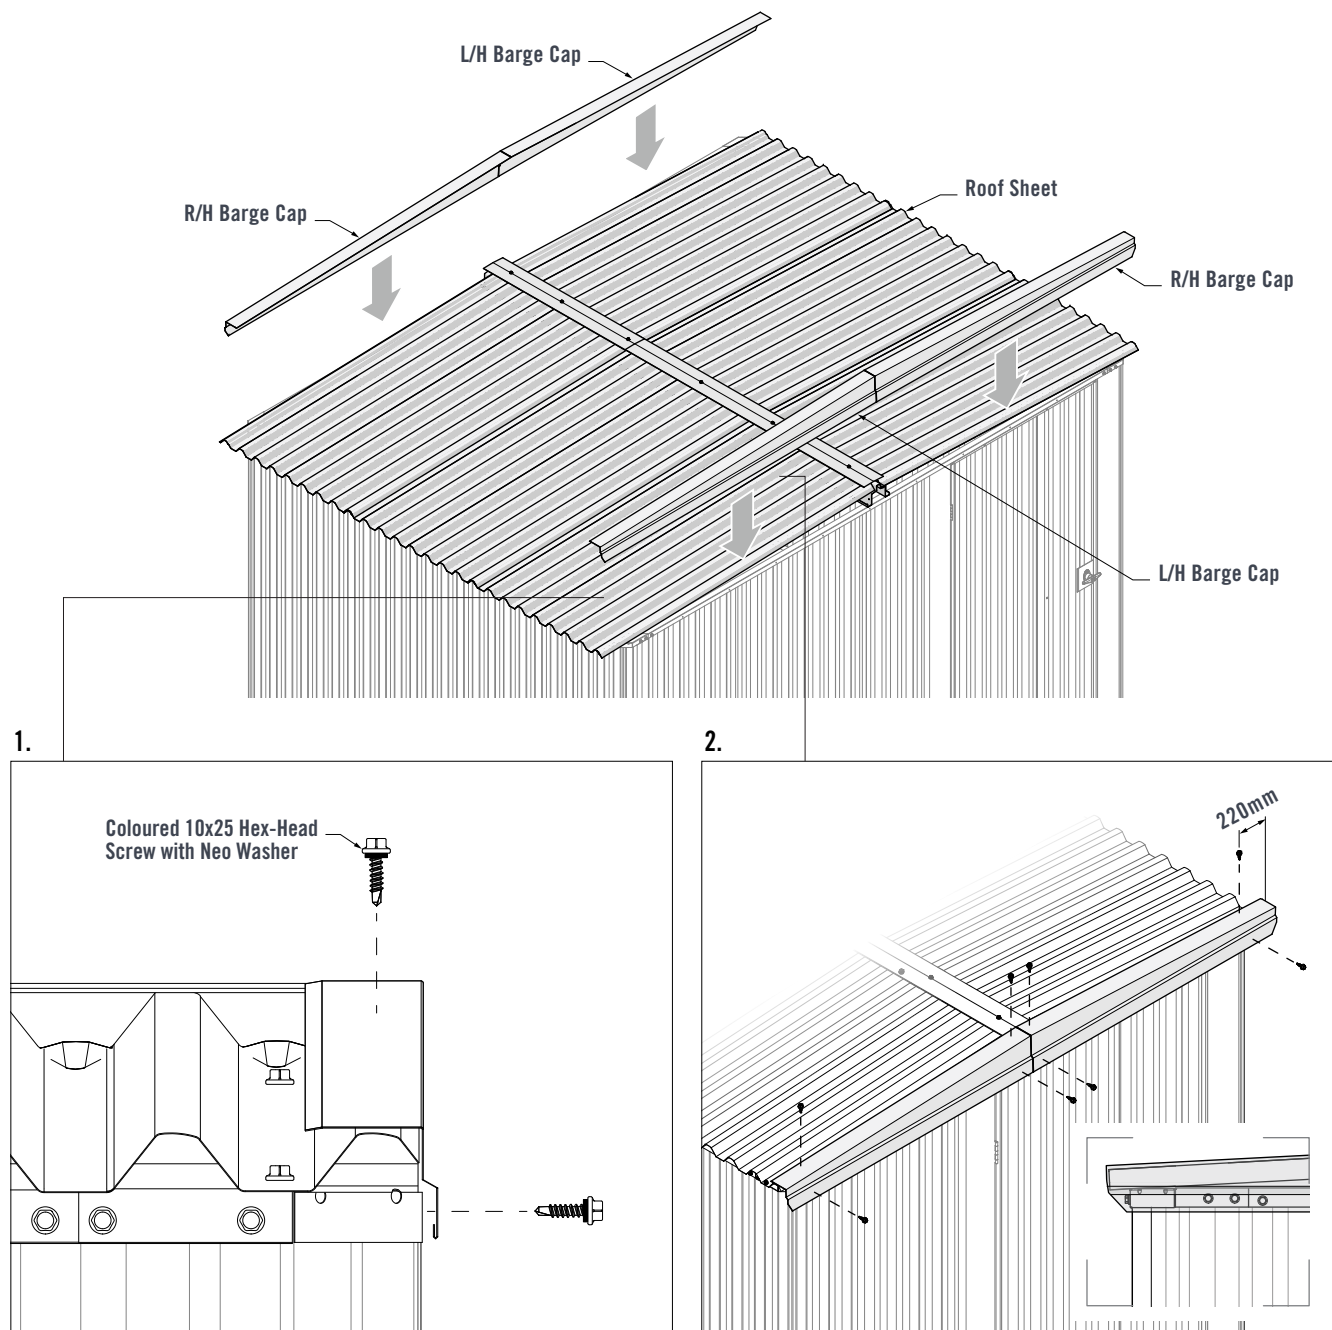 L/H Barge Cap
R/H Barge Cap
Roof Sheet
R/H Barge Cap
L/H Barge Cap
1.
2.
Coloured 10x25 Hex-Head
Screw with Neo Washer
220mm